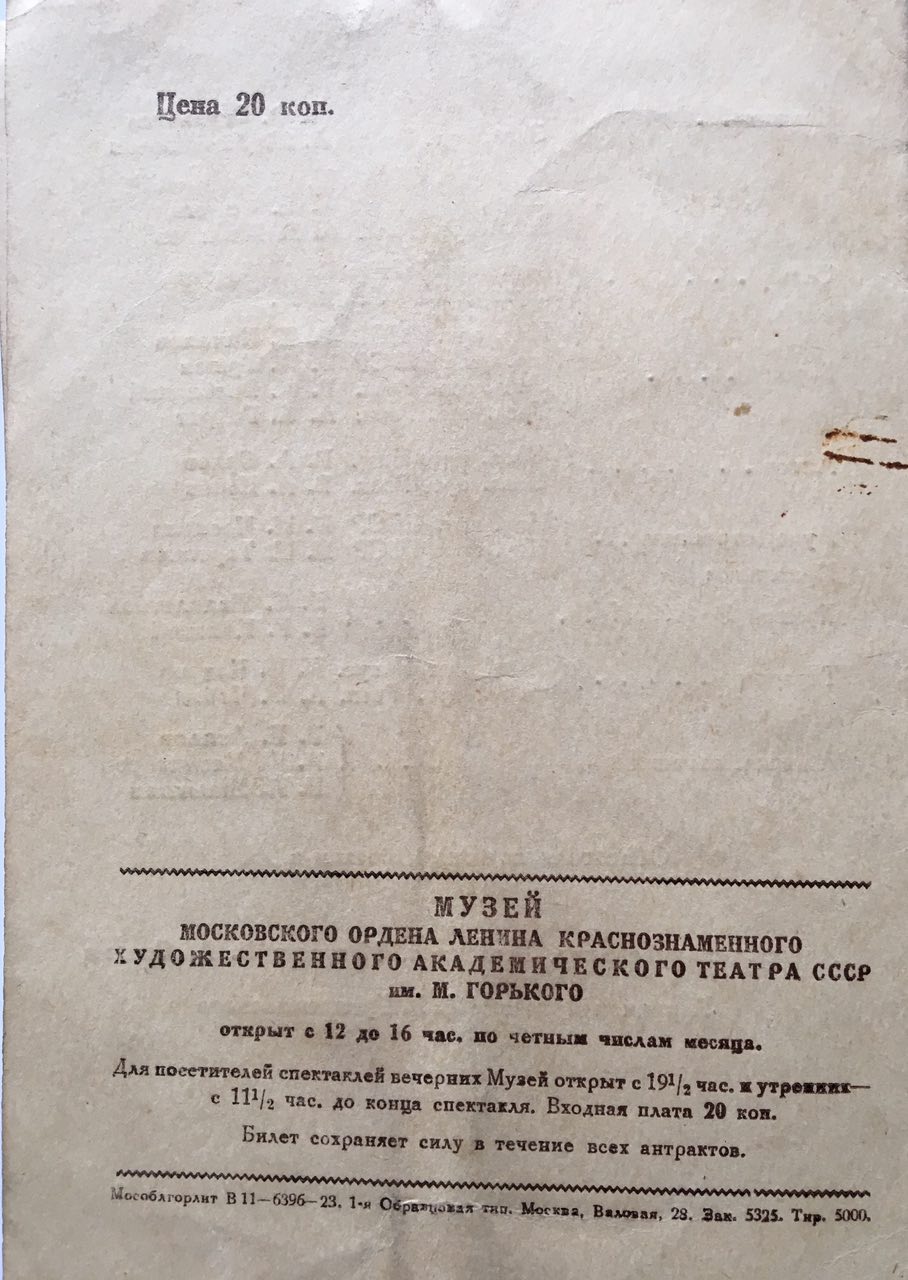 Цена 20 коп.
МУЗЕЙ
МОСКОВСКОГО ОРДЕНА ЛЕНИНА КРАСНОЗНАМЕННОГО
ХУДОЖЕСТВЕННОГО АКАДЕМИЧЕСКОГО ТЕАТРА СССР
им. М. ГОРЬКОГО
открыт с 12 до 16 час. по четным числам месяца.
Для посетителей спектаклей вечерних Музей открыт с 19½ час. и утренних—
с 11½ час. до конца спектакля. Входная плата 20 коп.
Билет сохраняет силу в течение всех антрактов.
Мособлгорлит В 11—6396—23. 1-я Образцовая тип. Москва, Валовая, 28. Зак. 5325. Тир. 5000.